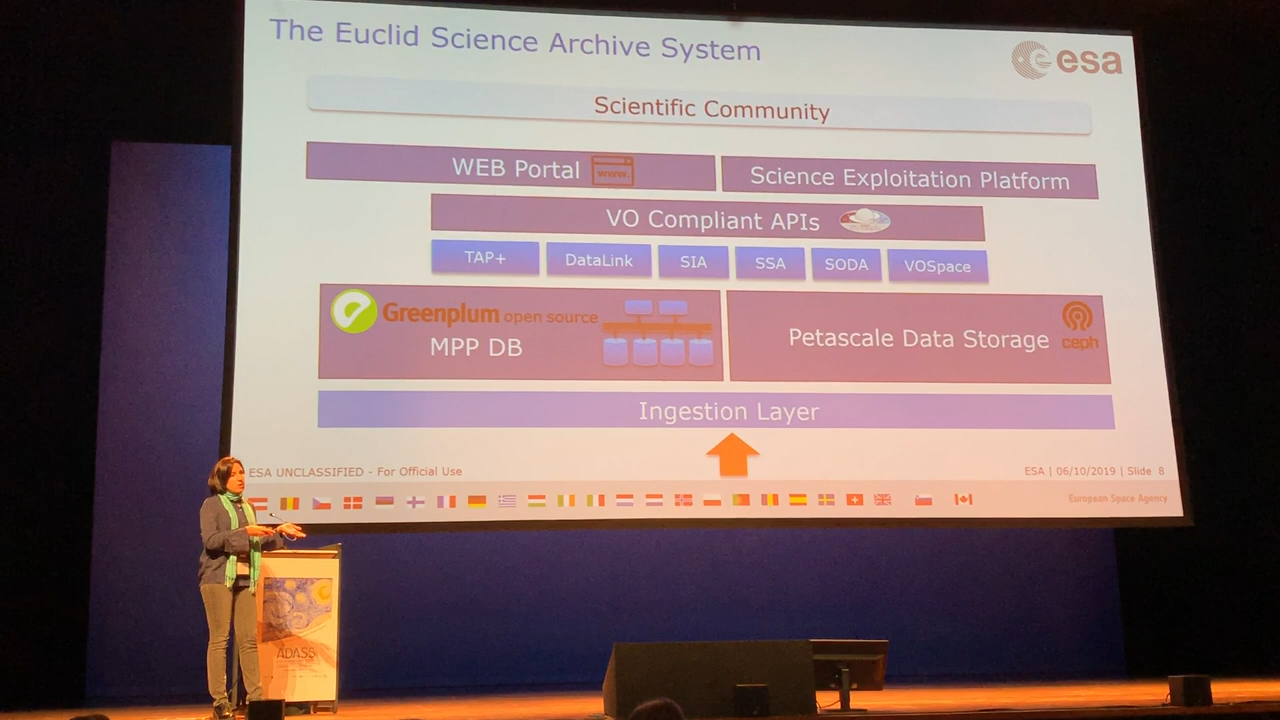 The Euclid Science Archive System
esa
Scientific Community
WEB Portal
www.
Science Exploitation Platform
VO Compliant APIs
TAP+
DataLink
SIA
SSA
SODA
VOSpace
Greenplum open source
MPP DB
Petascale Data Storage
ceph
Ingestion Layer
ESA UNCLASSIFIED - For Official Use
ESA | 06/10/2019 | Slide 8
European Space Agency
ADASS